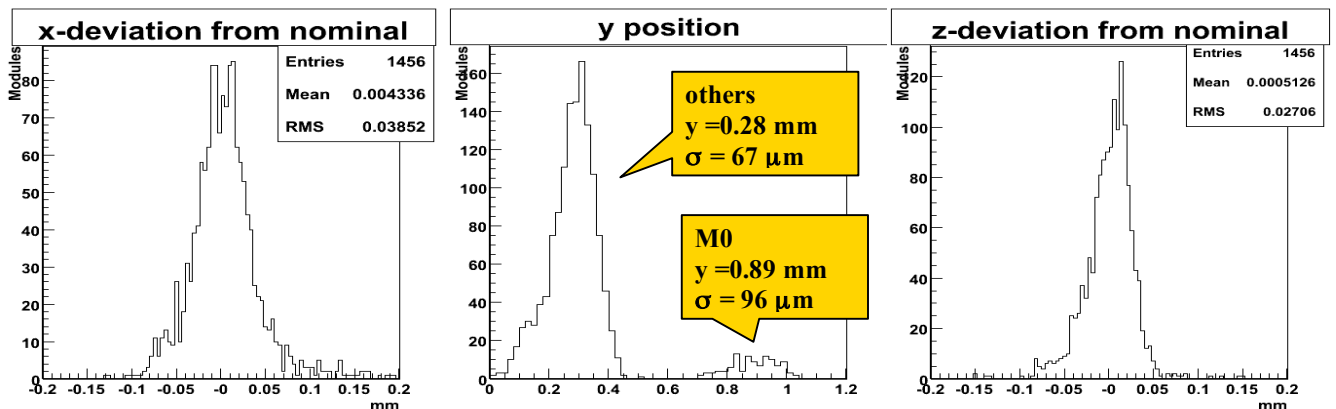 x-deviation from nominal
Modules
Entries 1456
Mean 0.004336
RMS 0.03852
80
70
60
50
40
30
20
10
0
-0.2 -0.15 -0.1 -0.05 -0 0.05 0.1 0.15 0.2
mm
y position
Modules
160
140
120
100
80
60
40
20
0
others
y =0.28 mm
σ = 67 μm
M0
y =0.89 mm
σ = 96 μm
0 0.2 0.4 0.6 0.8 1 1.2
z-deviation from nominal
Modules
Entries 1456
Mean 0.0005126
RMS 0.02706
120
100
80
60
40
20
0
-0.2 -0.15 -0.1 -0.05 -0 0.05 0.1 0.15 0.2
mm